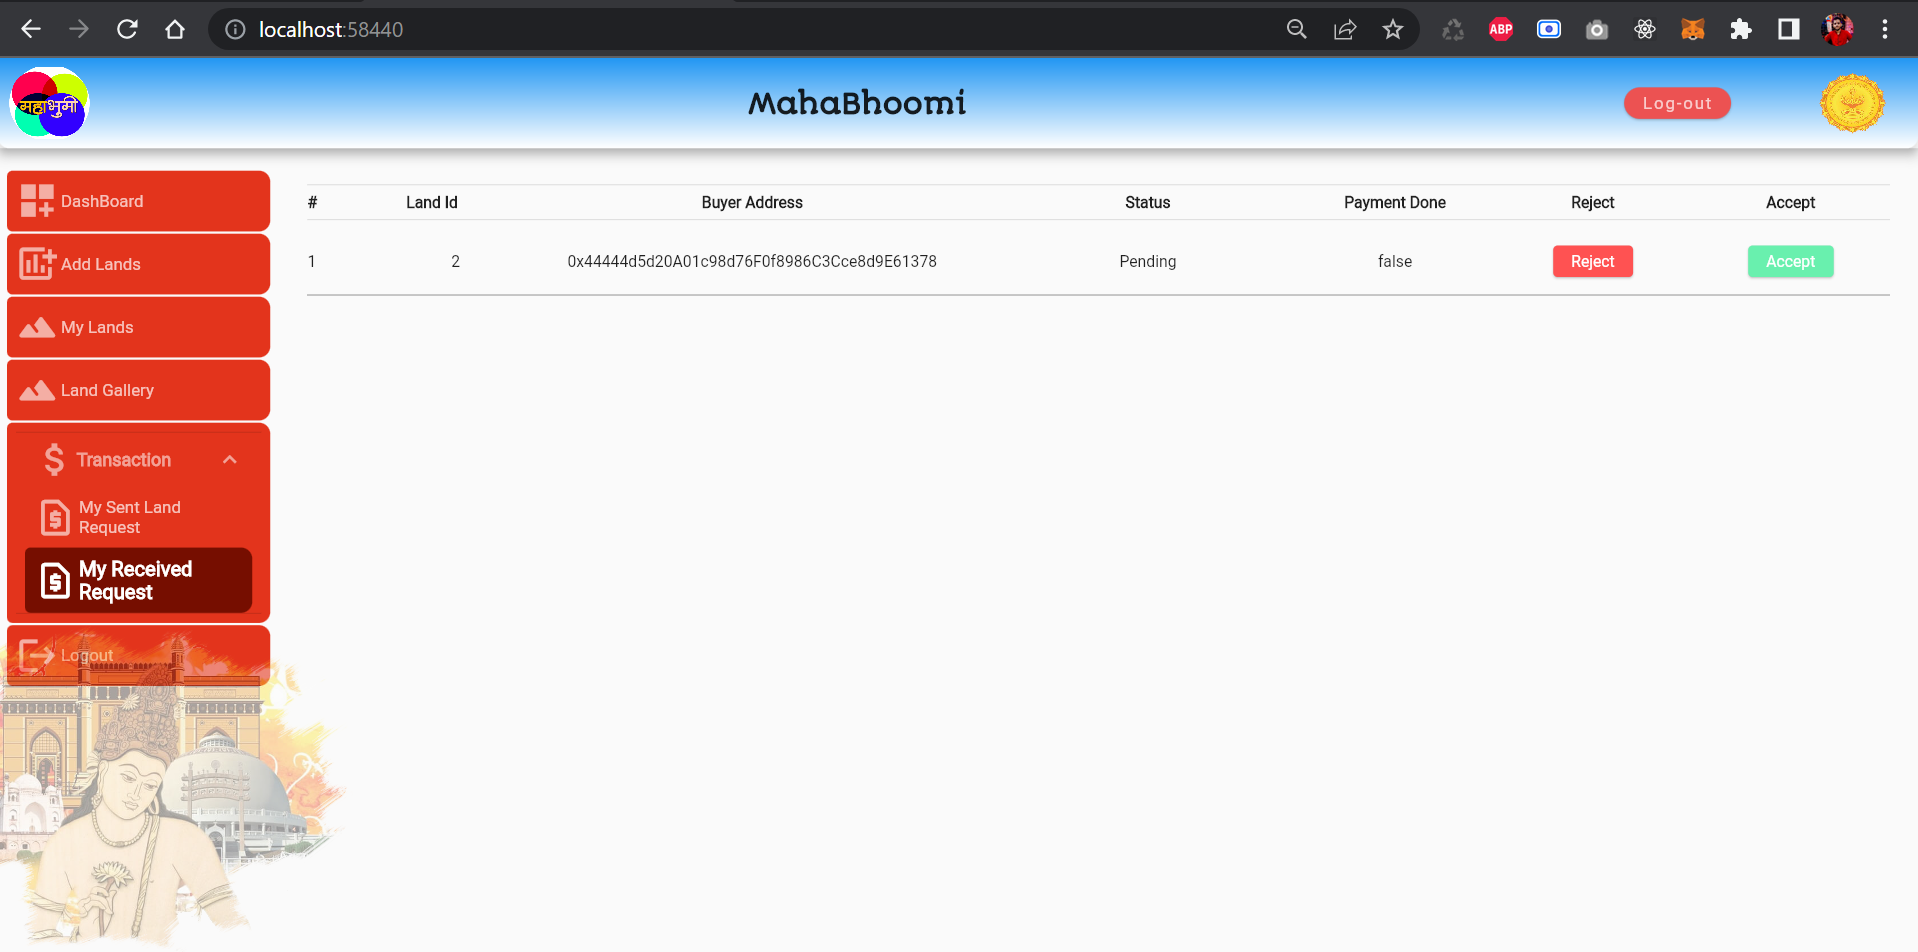 localhost:58440
ABP
महाभुमी
MahaBhoomi
Log-out
DashBoard
Add Lands
My Lands
Land Gallery
Transaction
My Sent Land
Request
My Received
Request
Logout
# Land Id Buyer Address Status Payment Done Reject Accept
1 2 0x44444d5d20A01c98d76F0f8986C3Cce8d9E61378 Pending false Reject Accept